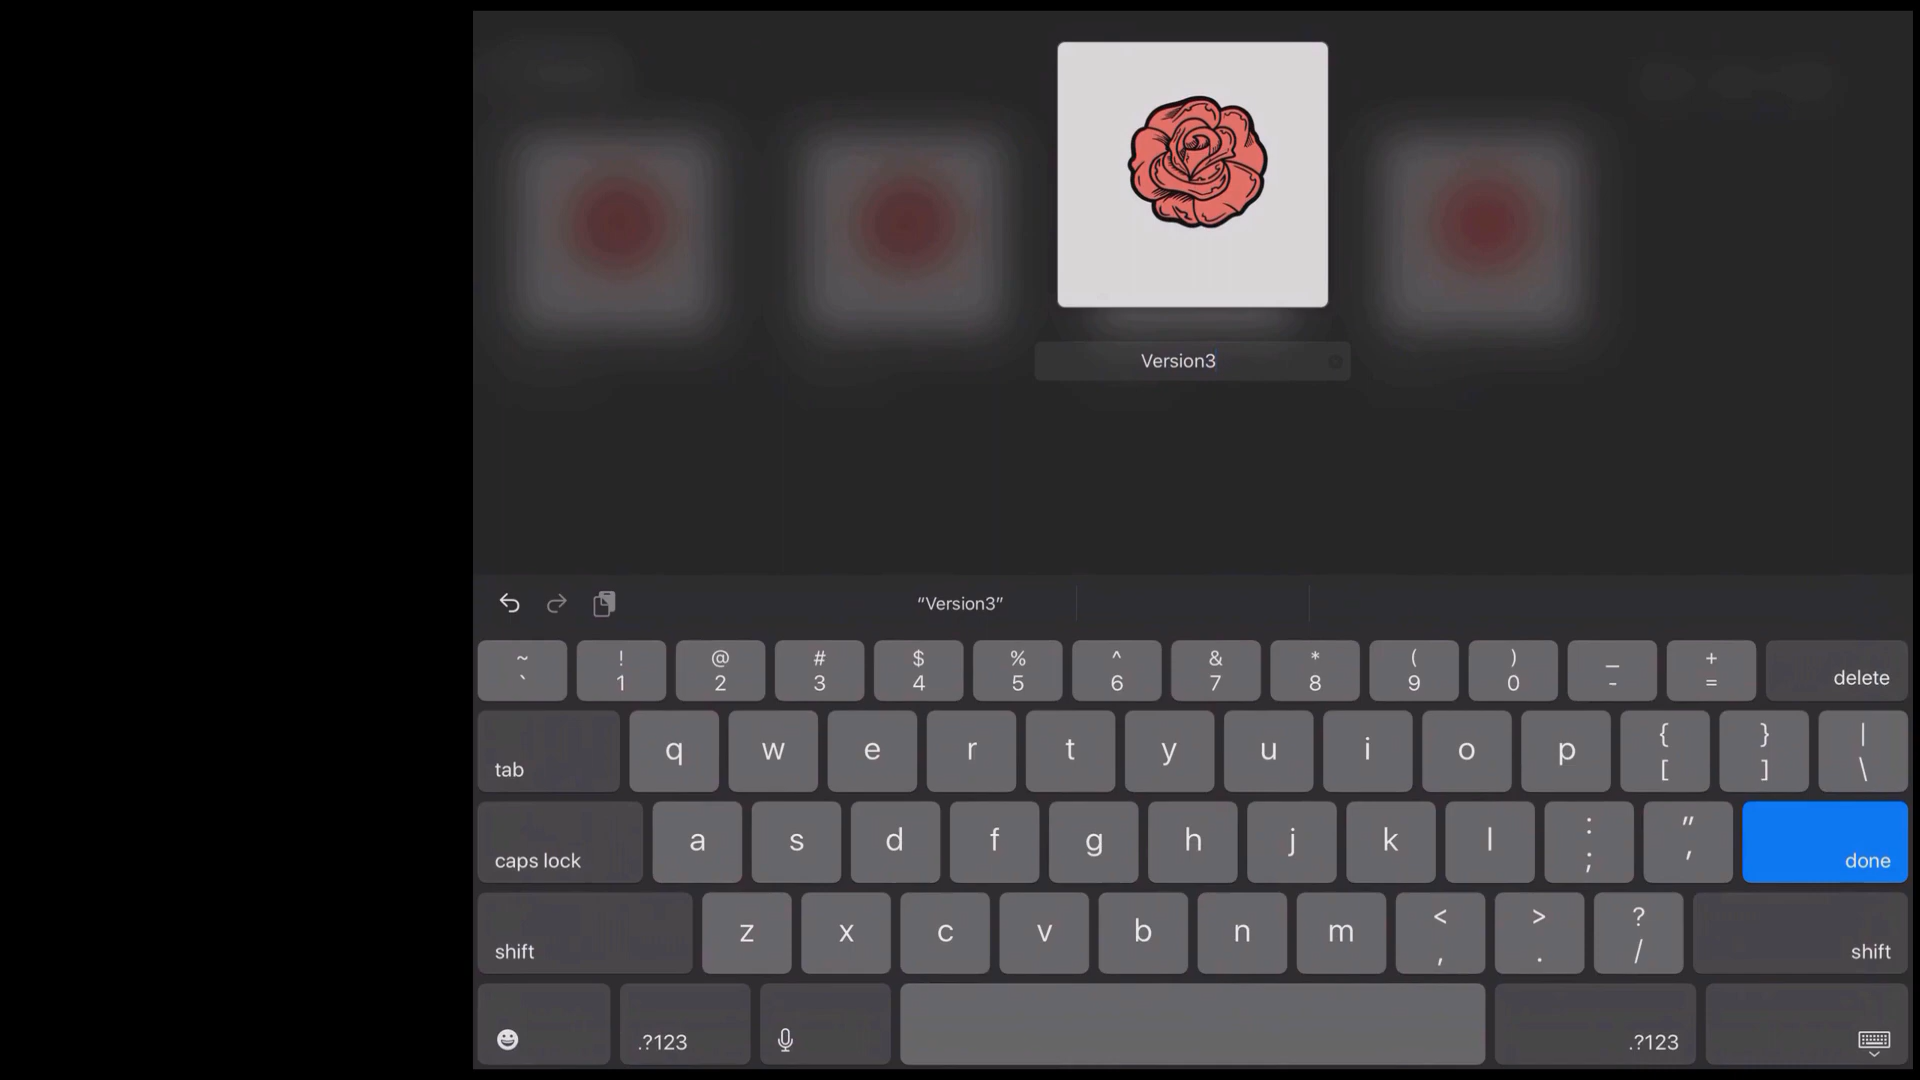 Version3
“Version3”
~ ! @ # $ % ^ & * ( ) _ +
` 1 2 3 4 5 6 7 8 9 0 - = delete
tab q w e r t y u i o p { [ } ] | \
caps lock a s d f g h j k l : ; " ' done
shift z x c v b n m < , > . ? / shift
.?123 .?123